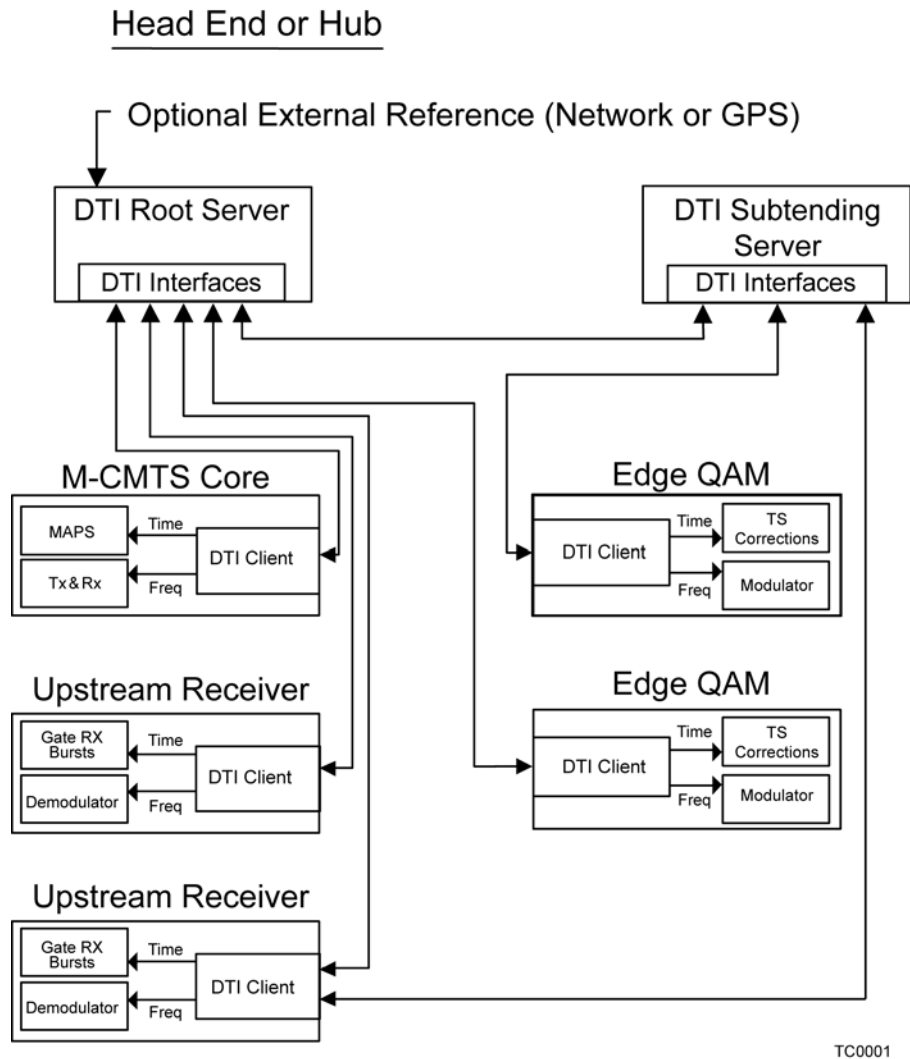 Head End or Hub
Optional External Reference (Network or GPS)
DTI Root Server
DTI Interfaces
DTI Subtending
Server
DTI Interfaces
M-CMTS Core
MAPS
Time
Tx & Rx
Freq
DTI Client
Edge QAM
DTI Client
Time
TS
Corrections
Freq
Modulator
Upstream Receiver
Gate RX
Bursts
Time
Demodulator
Freq
DTI Client
Edge QAM
DTI Client
Time
TS
Corrections
Freq
Modulator
Upstream Receiver
Gate RX
Bursts
Time
Demodulator
Freq
DTI Client
TC0001